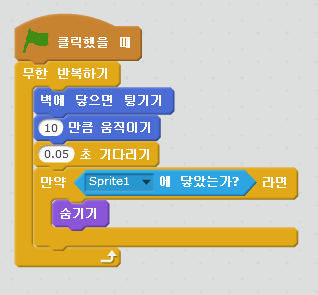 클릭했을 때
무한 반복하기
벽에 닿으면 튕기기
10 만큼 움직이기
0.05 초 기다리기
만약 Sprite1 에 닿았는가? 라면
숨기기